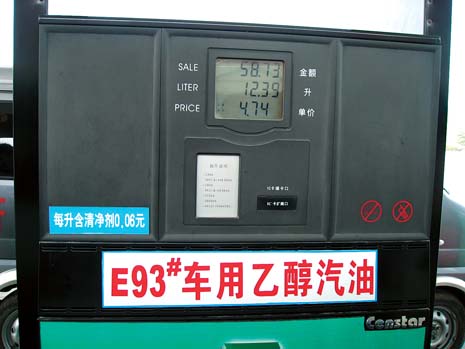 SALE 58.73 金额
LITER 12.39 升
PRICE 4.74 单价
IC卡插卡口
每升含清净剂0.06元
E93#车用乙醇汽油
Censtar